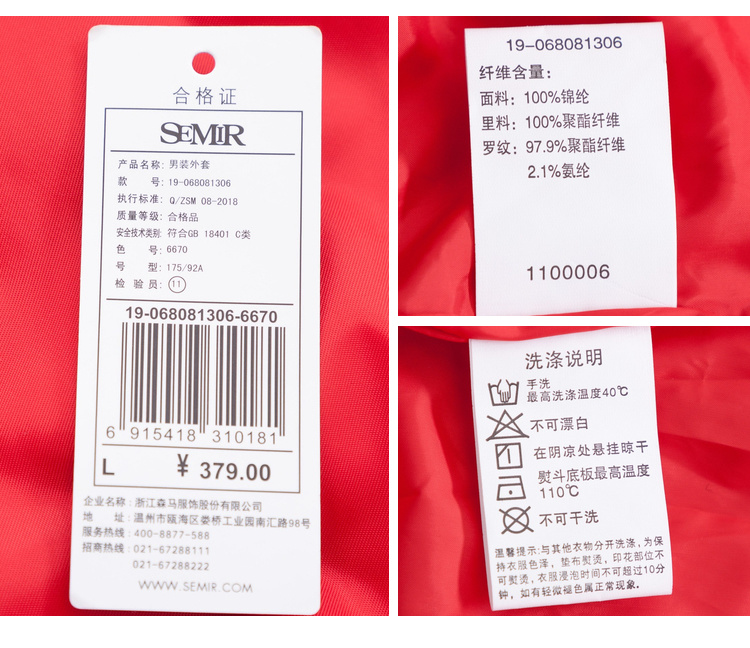 合格证
SEMIR
产品名称: 男装外套
款 号: 19-068081306
执行标准: Q/ZSM 08-2018
质量等级: 合格品
安全技术类别: 符合GB 18401 C类
色 号: 6670
号 型: 175/92A
检 验 员: 11
19-068081306-6670
6 915418 310181
L ¥ 379.00
企业名称: 浙江森马服饰股份有限公司
地 址: 温州市瓯海区娄桥工业园南汇路98号
服务热线: 400-8877-588
招商热线: 021-67288111
021-67288222
WWW.SEMIR.COM
19-068081306
纤维含量:
面料: 100%锦纶
里料: 100%聚酯纤维
罗纹: 97.9%聚酯纤维
2.1%氨纶
1100006
洗涤说明
手洗
最高洗涤温度40℃
不可漂白
在阴凉处悬挂晾干
熨斗底板最高温度
110℃
不可干洗
温馨提示:与其他衣物分开洗涤,为保
持衣服色泽，垫布熨烫，印花部位不
可熨烫，衣服浸泡时间不可超过10分
钟，如有轻微褪色属正常现象.